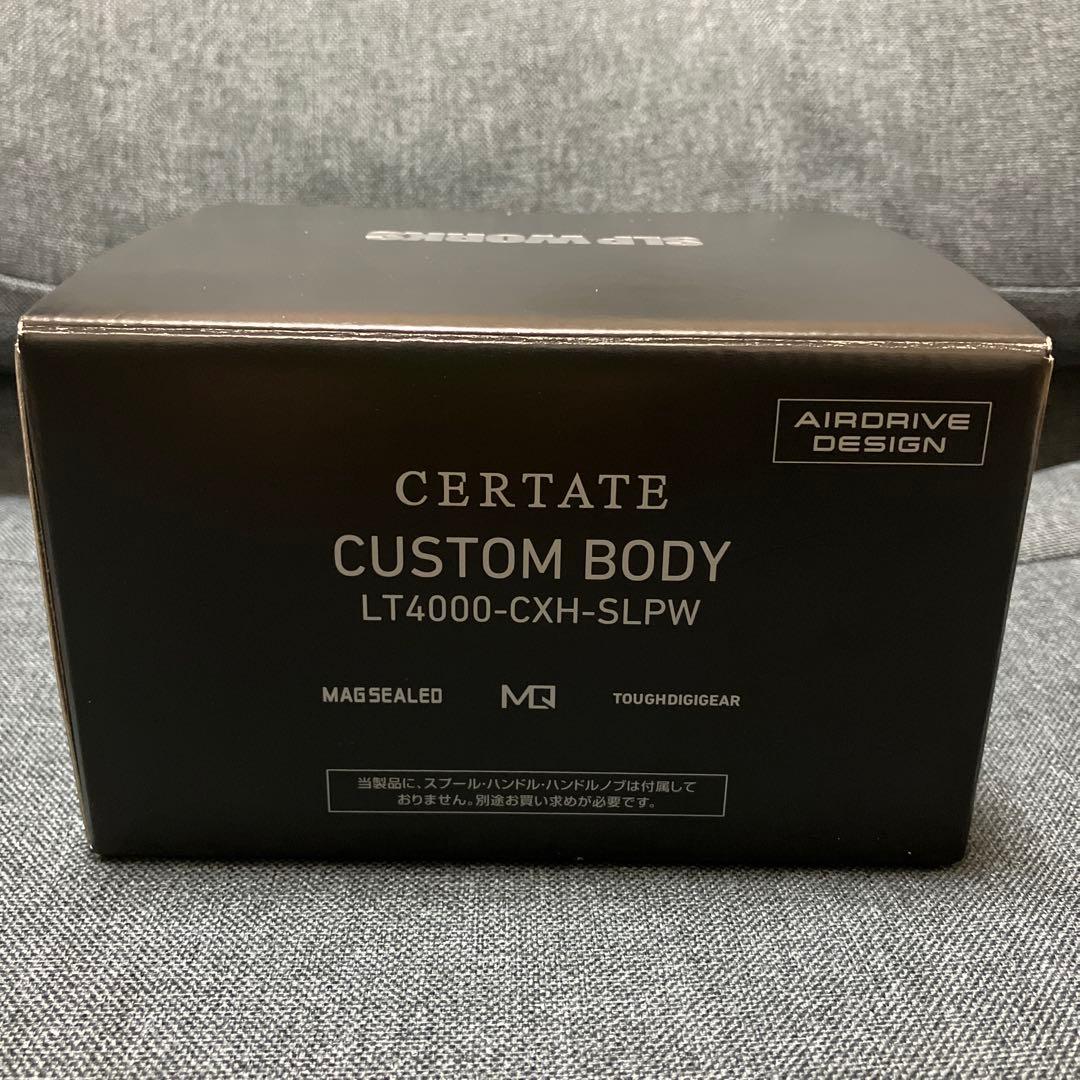 SLP WORKS
AIRDRIVE
DESIGN
CERTATE
CUSTOM BODY
LT4000-CXH-SLPW
MAGSEALED MQ TOUGHDIGIGEAR
当製品に、スプール・ハンドル・ハンドルノブは付属して
おりません。別途お買い求めが必要です。